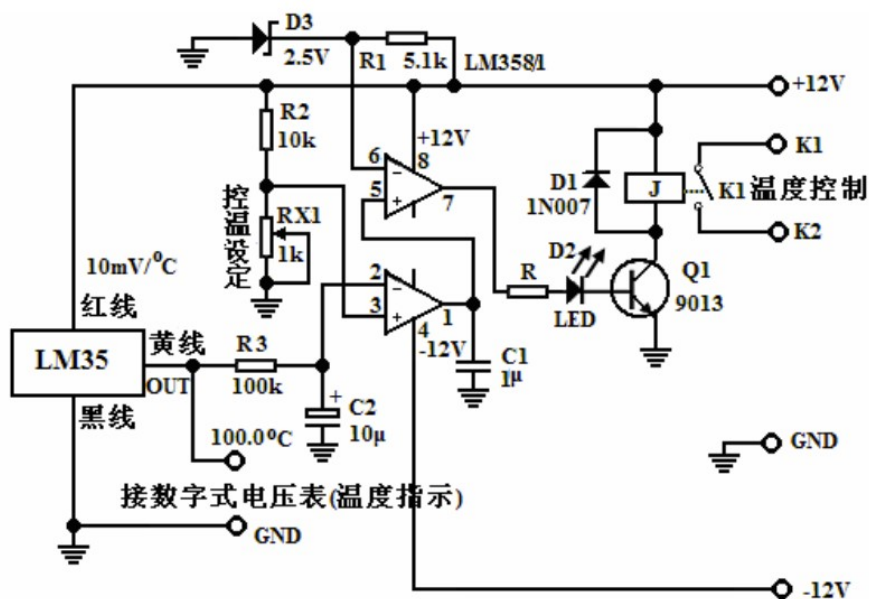 D3
2.5V
R1
5.1k
LM358/1
+12V
R2
10k
+12V
8
6
5
7
K1
D1
1N007
J
K1温度控制
K2
控温设定
RX1
1k
10mV/⁰C
红线
D2
R
LED
Q1
9013
2
3
1
4
-12V
LM35
黄线
OUT
R3
100k
C1
1μ
黑线
+
C2
10μ
100.0⁰C
GND
接数字式电压表(温度指示)
GND
-12V